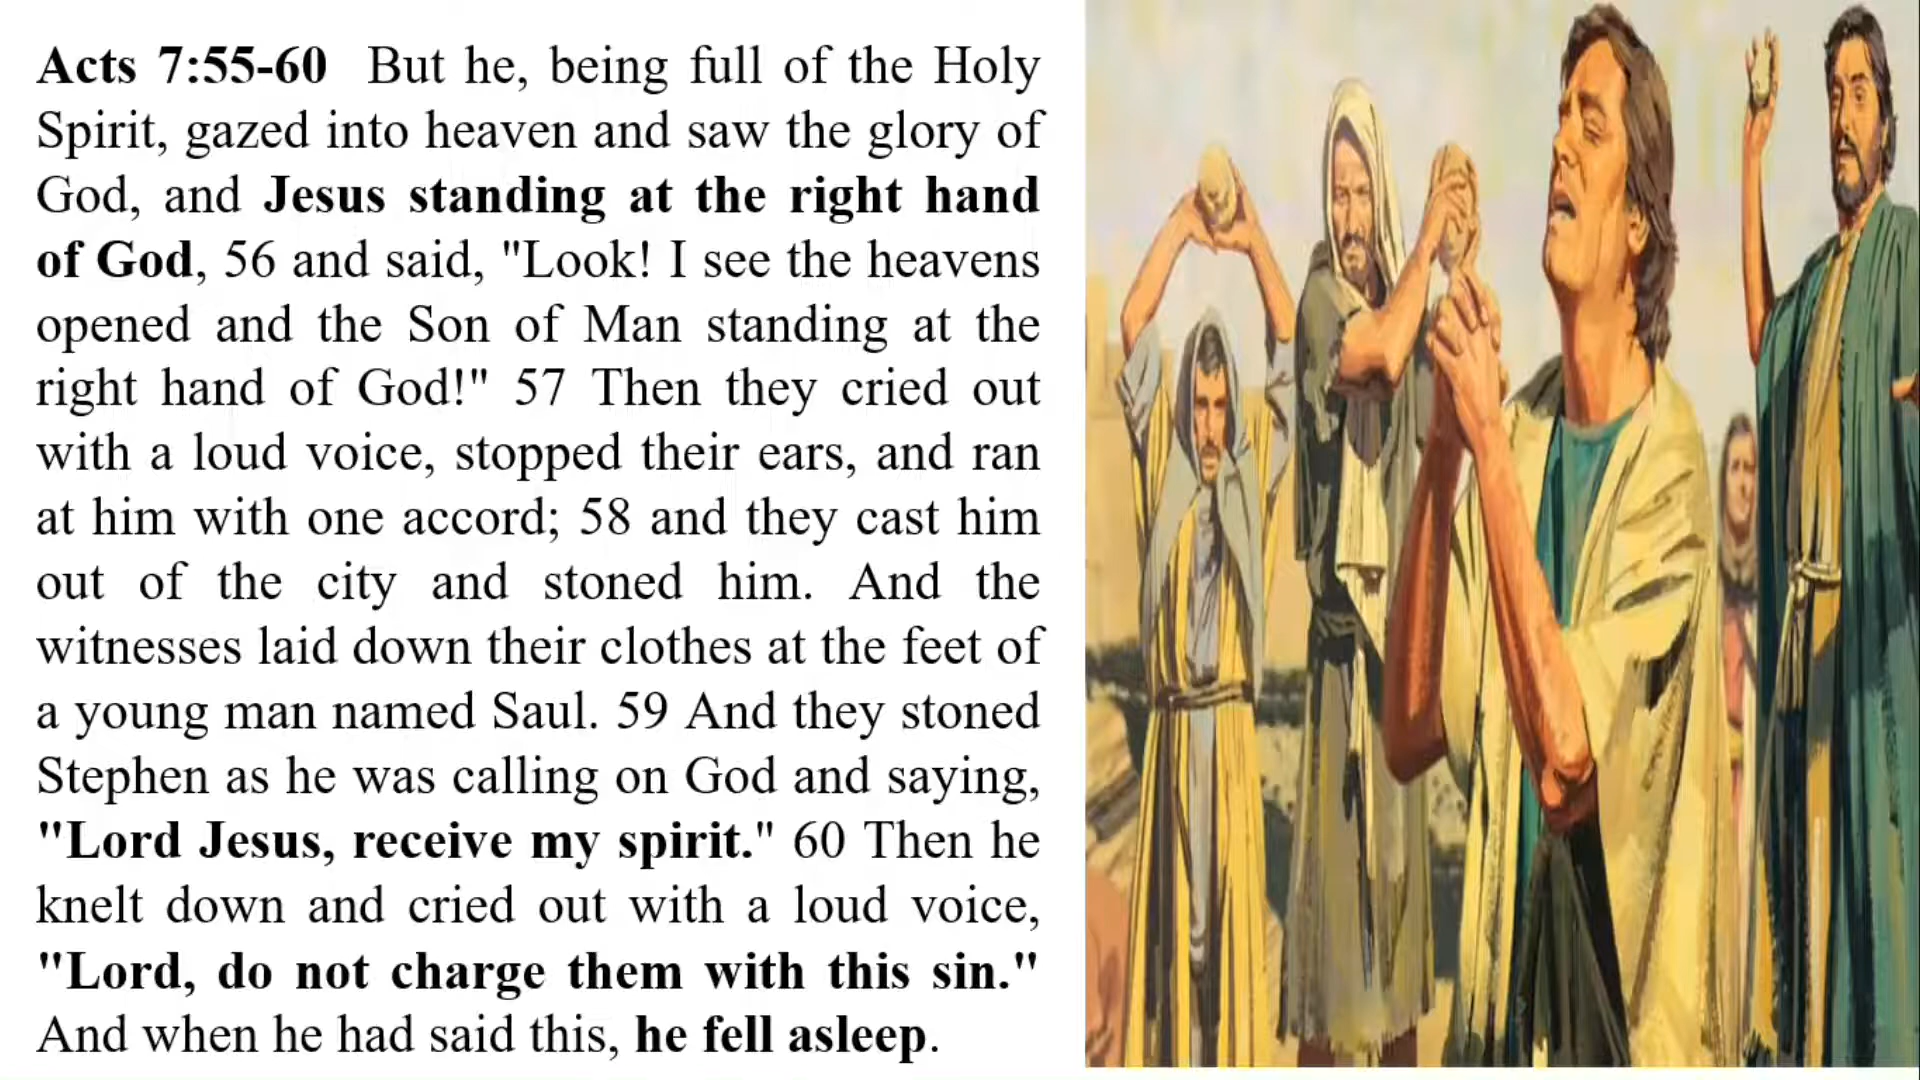 Acts 7:55-60 But he, being full of the Holy
Spirit, gazed into heaven and saw the glory of
God, and Jesus standing at the right hand
of God, 56 and said, "Look! I see the heavens
opened and the Son of Man standing at the
right hand of God!" 57 Then they cried out
with a loud voice, stopped their ears, and ran
at him with one accord; 58 and they cast him
out of the city and stoned him. And the
witnesses laid down their clothes at the feet of
a young man named Saul. 59 And they stoned
Stephen as he was calling on God and saying,
"Lord Jesus, receive my spirit." 60 Then he
knelt down and cried out with a loud voice,
"Lord, do not charge them with this sin."
And when he had said this, he fell asleep.